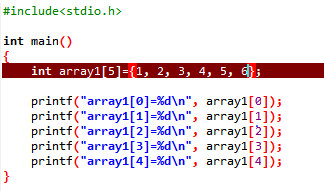 #include<stdio.h>
int main()
{
int array1[5]={1, 2, 3, 4, 5, 6};
printf("array1[0]=%d\n", array1[0]);
printf("array1[1]=%d\n", array1[1]);
printf("array1[2]=%d\n", array1[2]);
printf("array1[3]=%d\n", array1[3]);
printf("array1[4]=%d\n", array1[4]);
}